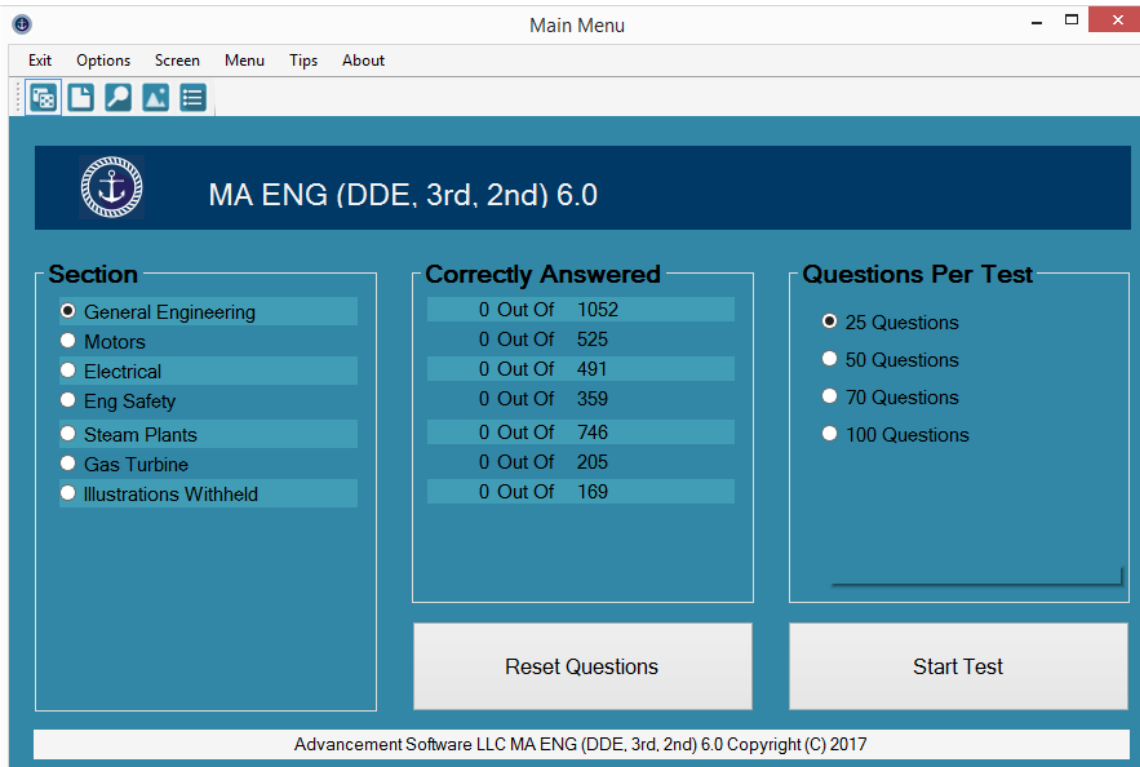 Main Menu
Exit Options Screen Menu Tips About
MA ENG (DDE, 3rd, 2nd) 6.0
Section
General Engineering
Motors
Electrical
Eng Safety
Steam Plants
Gas Turbine
Illustrations Withheld
Correctly Answered
0 Out Of 1052
0 Out Of 525
0 Out Of 491
0 Out Of 359
0 Out Of 746
0 Out Of 205
0 Out Of 169
Questions Per Test
25 Questions
50 Questions
70 Questions
100 Questions
Reset Questions
Start Test
Advancement Software LLC MA ENG (DDE, 3rd, 2nd) 6.0 Copyright (C) 2017